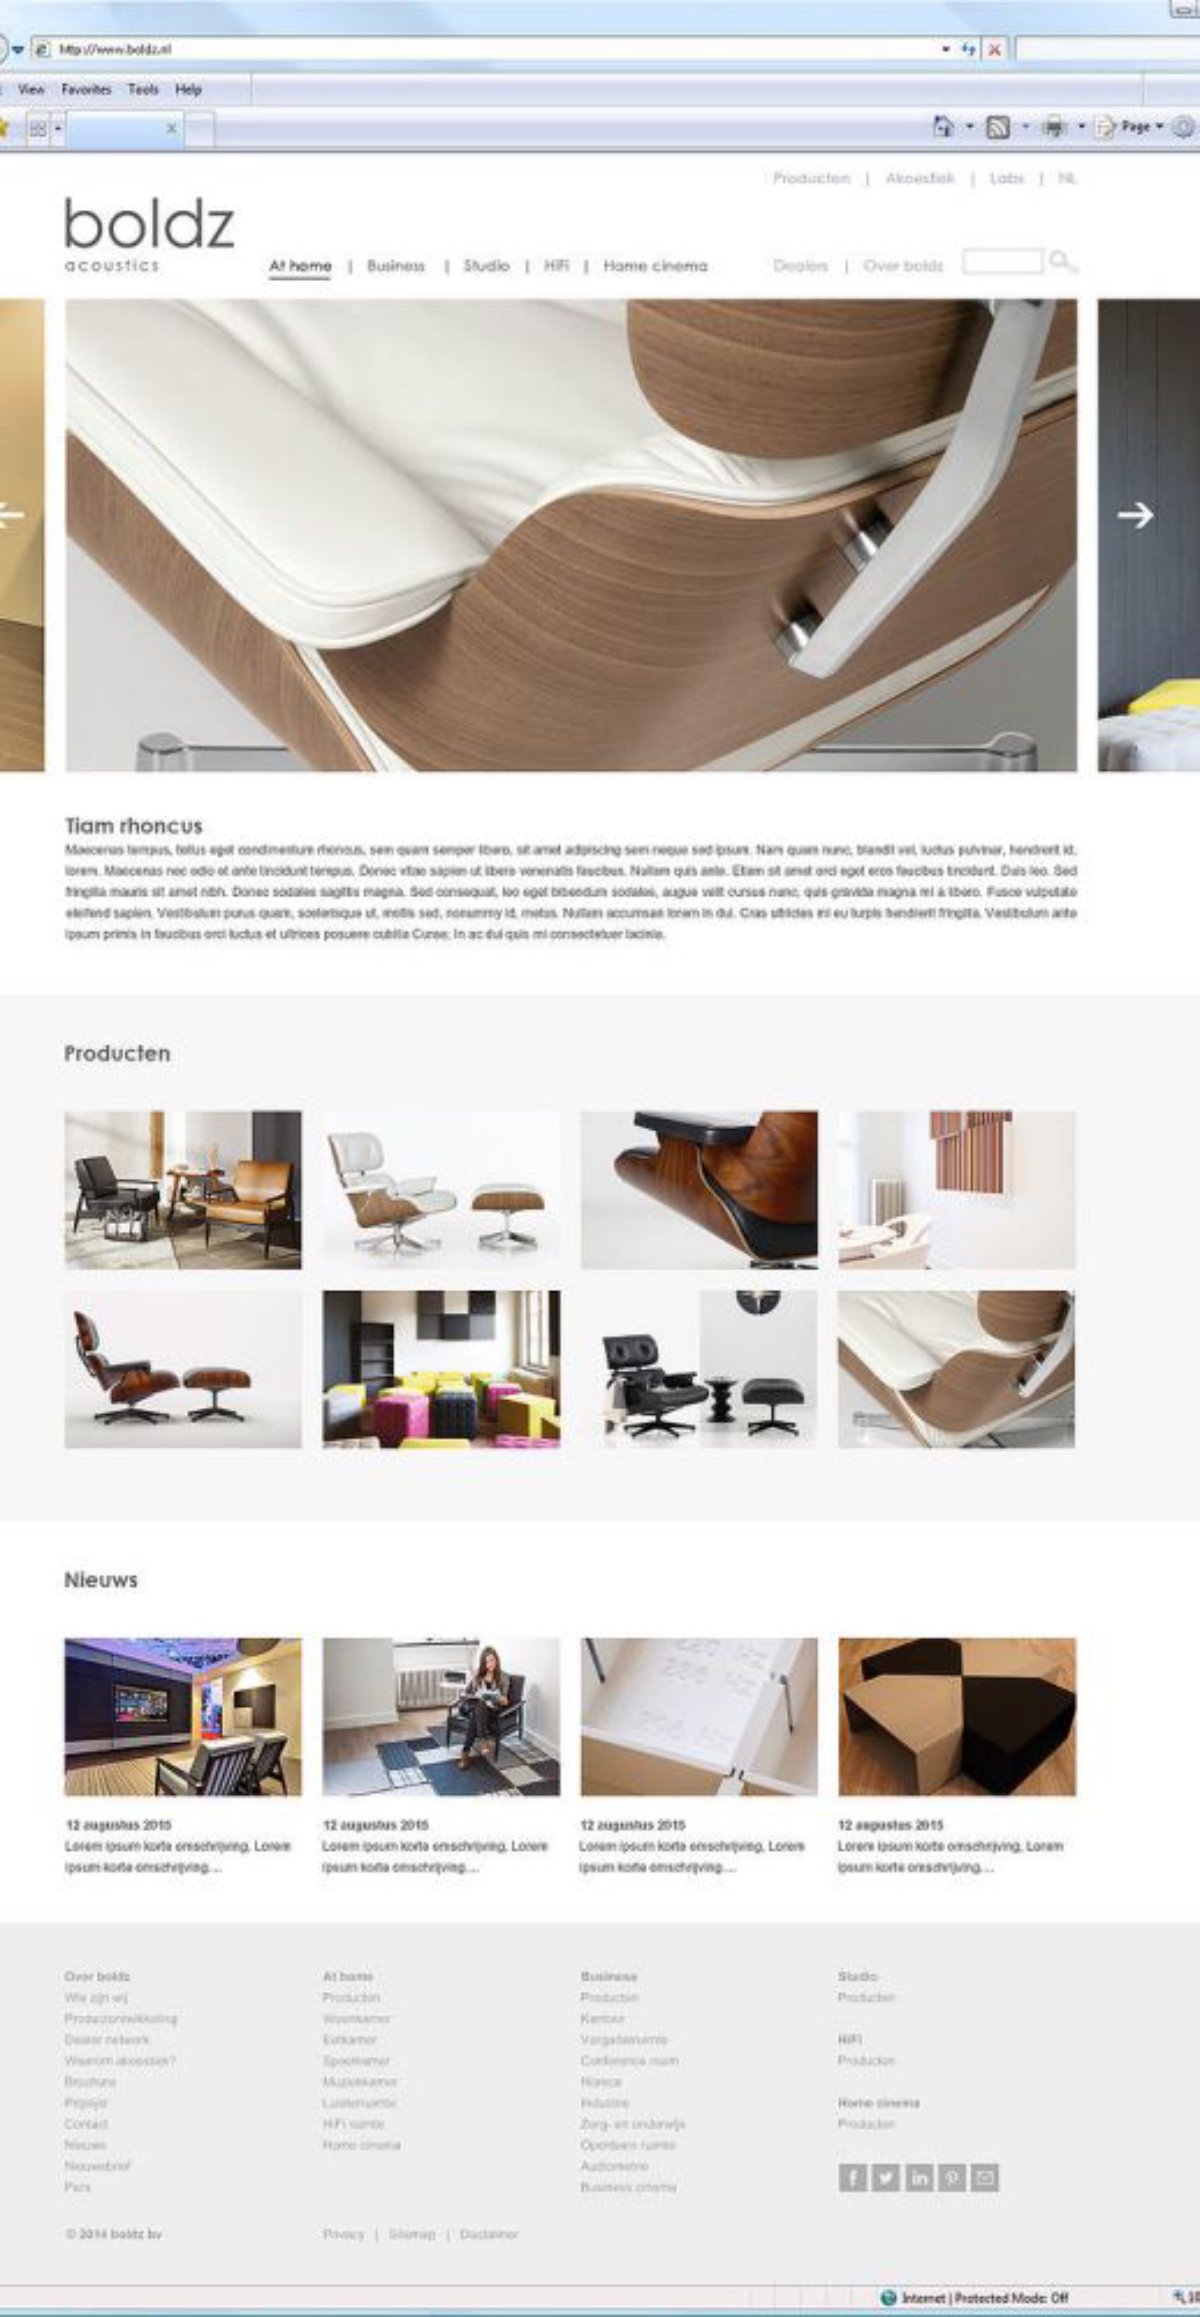 http://www.boldz.nl
View Favorites Tools Help
Page
Producten | Akoestiek | Labs | NL
boldz
acoustics
At home | Business | Studio | HiFi | Home cinema
Dealers | Over boldz
Tiam rhoncus
Maecenas tempus, tellus eget condimentum rhoncus, sem quam semper libero, sit amet adipiscing sem neque sed ipsum. Nam quam nunc, blandit vel, luctus pulvinar, hendrerit id,
lorem. Maecenas nec odio et ante tincidunt tempus. Donec vitae sapien ut libero venenatis faucibus. Nullam quis ante. Etiam sit amet orci eget eros faucibus tincidunt. Duis leo. Sed
fringilla mauris sit amet nibh. Donec sodales sagittis magna. Sed consequat, leo eget bibendum sodales, augue velit cursus nunc, quis gravida magna mi a libero. Fusce vulputate
eleifend sapien. Vestibulum purus quam, scelerisque ut, mollis sed, nonummy id, metus. Nullam accumsan lorem in dui. Cras ultricies mi eu turpis hendrerit fringilla. Vestibulum ante
ipsum primis in faucibus orci luctus et ultrices posuere cubilia Curae; In ac dui quis mi consectetuer lacinia.
Producten
Nieuws
12 augustus 2015
Lorem ipsum korte omschrijving, Lorem
ipsum korte omschrijving....
12 augustus 2015
Lorem ipsum korte omschrijving, Lorem
ipsum korte omschrijving....
12 augustus 2015
Lorem ipsum korte omschrijving, Lorem
ipsum korte omschrijving....
12 augustus 2015
Lorem ipsum korte omschrijving, Lorem
ipsum korte omschrijving....
Over boldz
Wie zijn wij
Productontwikkeling
Dealer network
Waarom akoestiek?
Brochure
Prijslijst
Contact
Nieuws
Nieuwsbrief
Pers
At home
Producten
Woonkamer
Eetkamer
Speelkamer
Muziekkamer
Luisterruimte
HiFi ruimte
Home cinema
Business
Producten
Kantoor
Vergaderruimte
Conference room
Horeca
Industrie
Zorg- en onderwijs
Openbare ruimte
Audiometrie
Business cinema
Studio
Producten
HiFi
Producten
Home cinema
Producten
© 2014 boldz bv
Privacy | Sitemap | Disclaimer
Internet | Protected Mode: Off